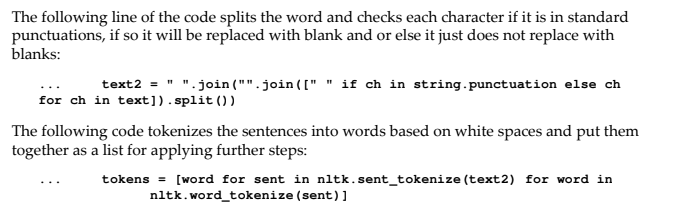 The following line of the code splits the word and checks each character if it is in standard
punctuations, if so it will be replaced with blank and or else it just does not replace with
blanks:
... text2 = " ".join("".join([" " if ch in string.punctuation else ch
for ch in text]).split())
The following code tokenizes the sentences into words based on white spaces and put them
together as a list for applying further steps:
... tokens = [word for sent in nltk.sent_tokenize(text2) for word in
nltk.word_tokenize(sent)]